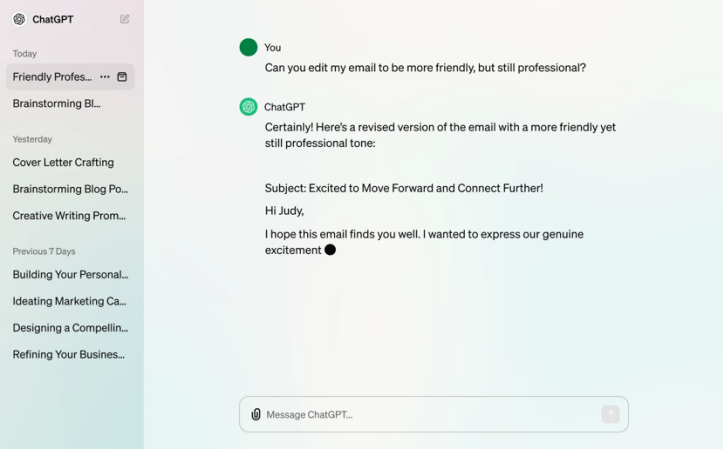 ChatGPT
Today
Friendly Profes...
Brainstorming Bl...
Yesterday
Cover Letter Crafting
Brainstorming Blog Po...
Creative Writing Prom...
Previous 7 Days
Building Your Personal...
Ideating Marketing Ca...
Designing a Compellin...
Refining Your Busines...
You
Can you edit my email to be more friendly, but still professional?
ChatGPT
Certainly! Here's a revised version of the email with a more friendly yet
still professional tone:
Subject: Excited to Move Forward and Connect Further!
Hi Judy,
I hope this email finds you well. I wanted to express our genuine
excitement
Message ChatGPT...